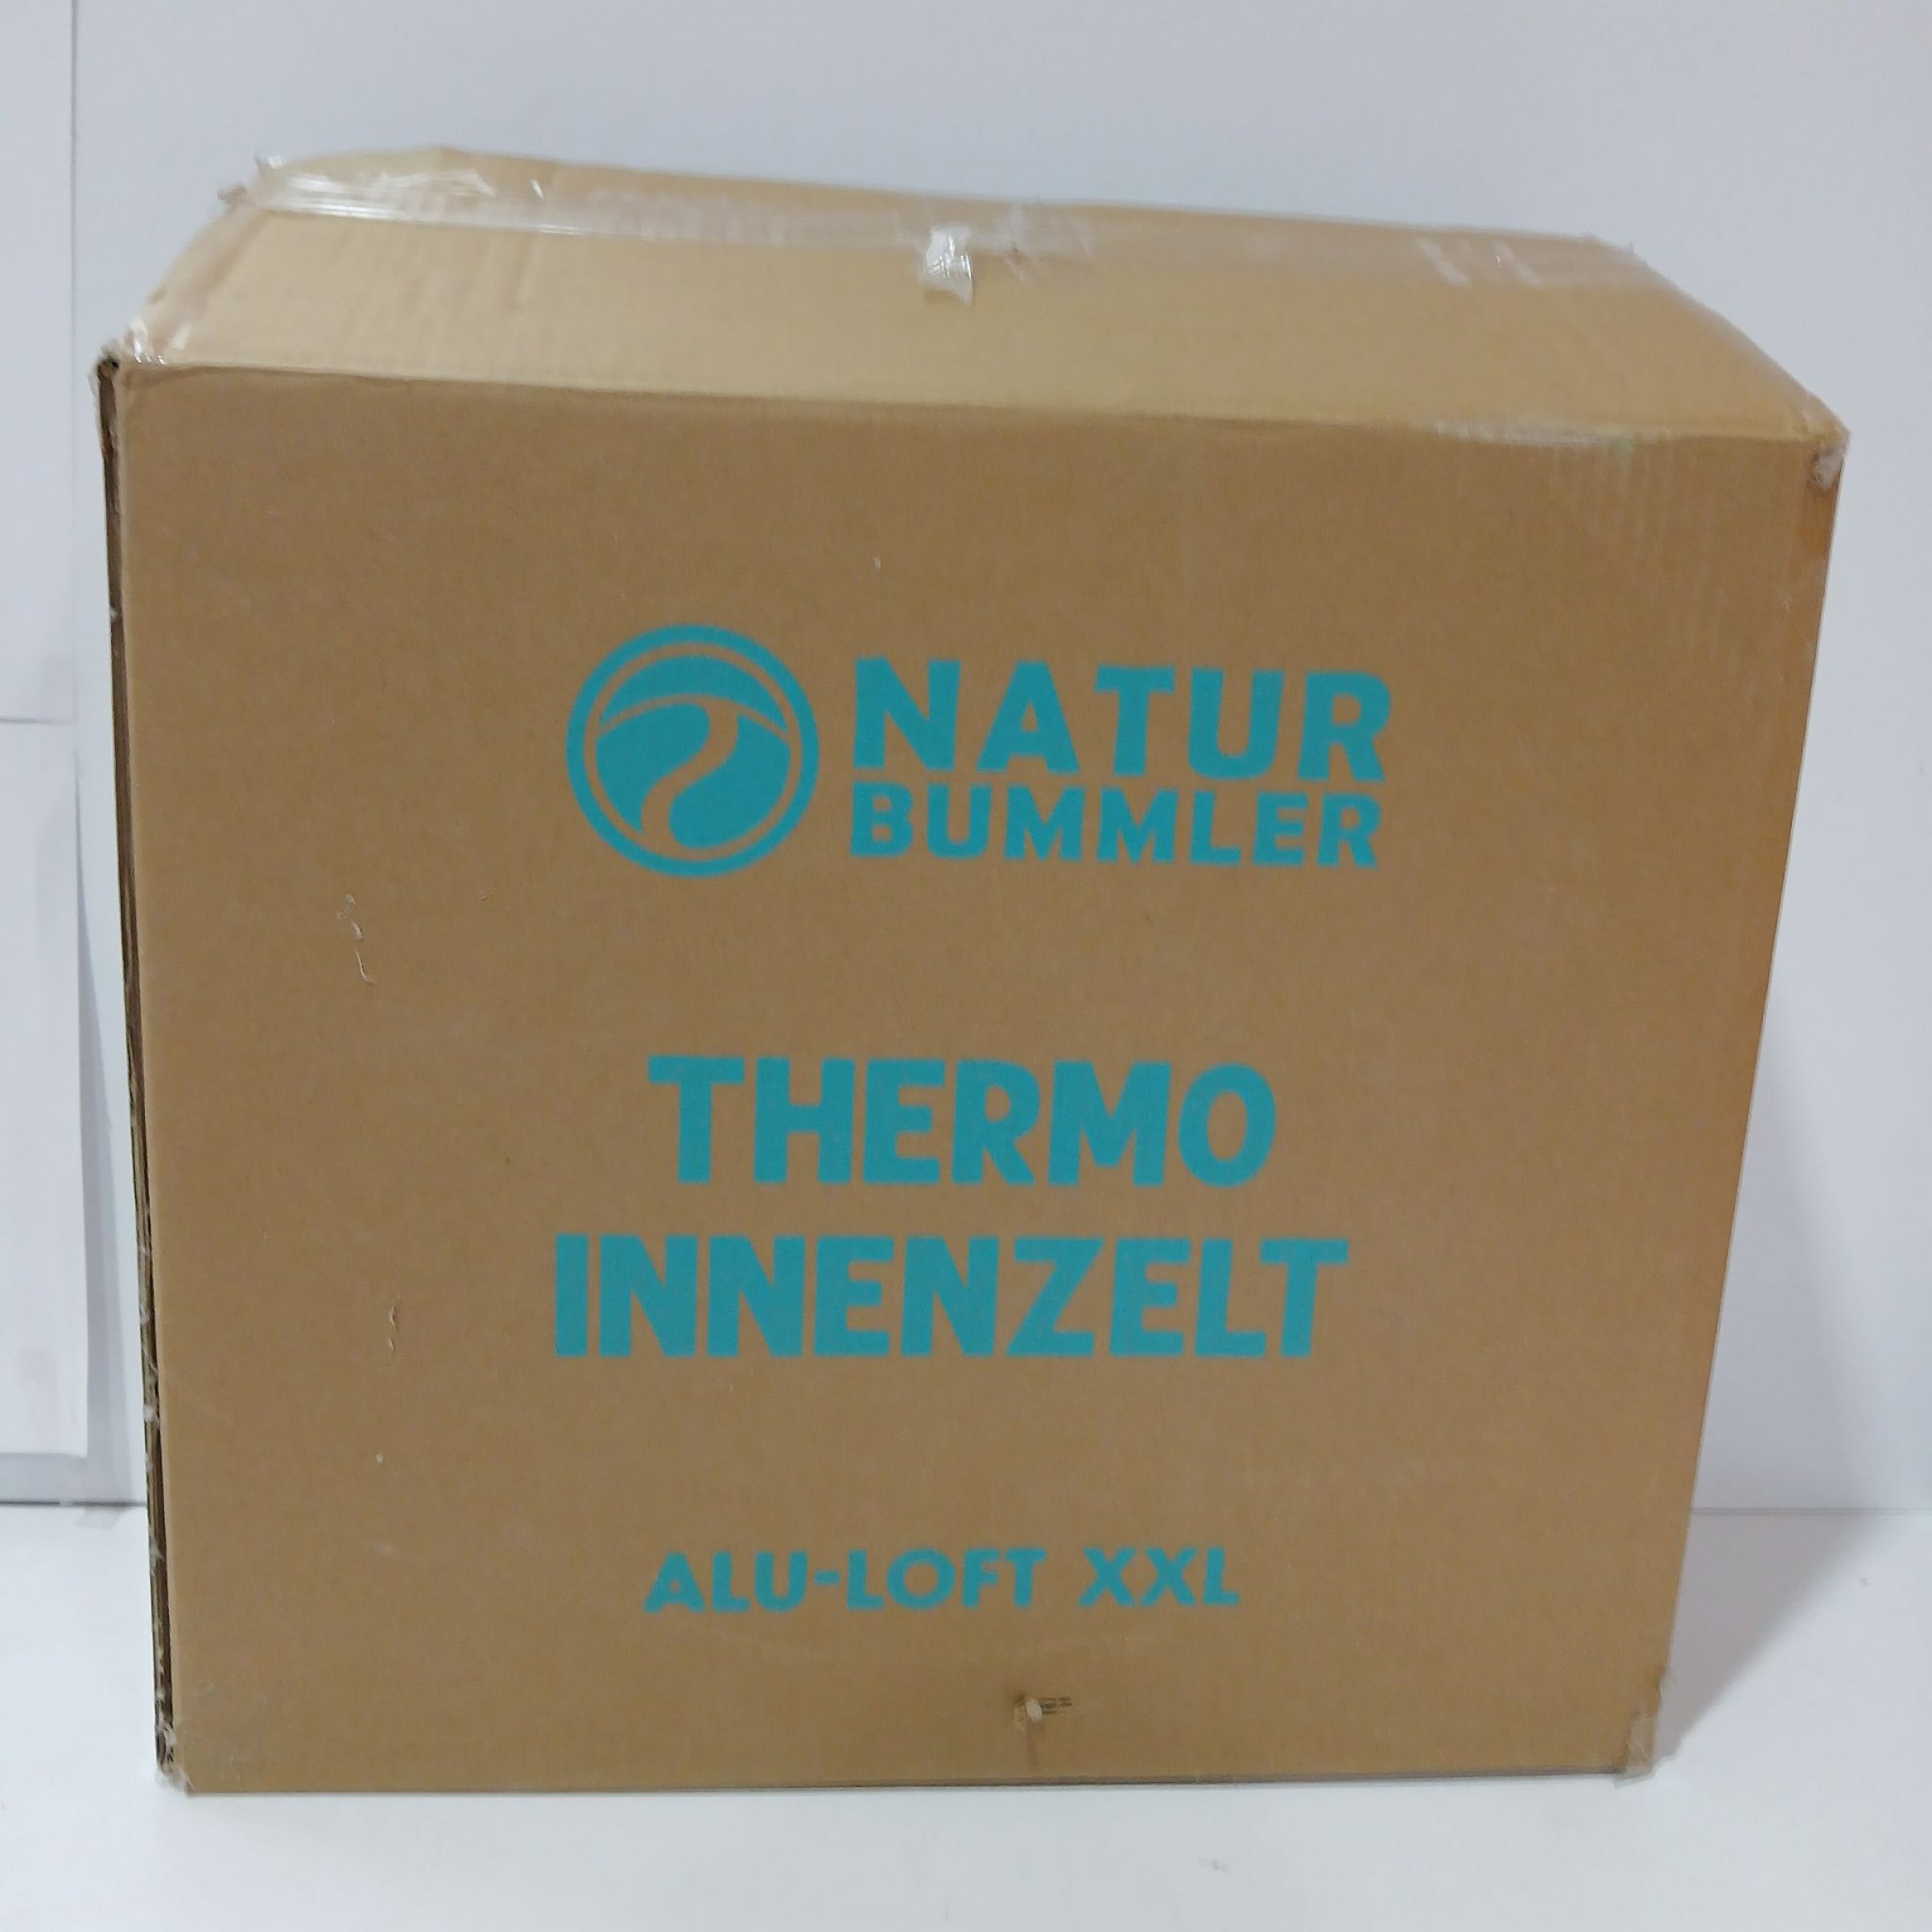 NATUR
BUMMLER
THERMO
INNENZELT
ALU-LOFT XXL